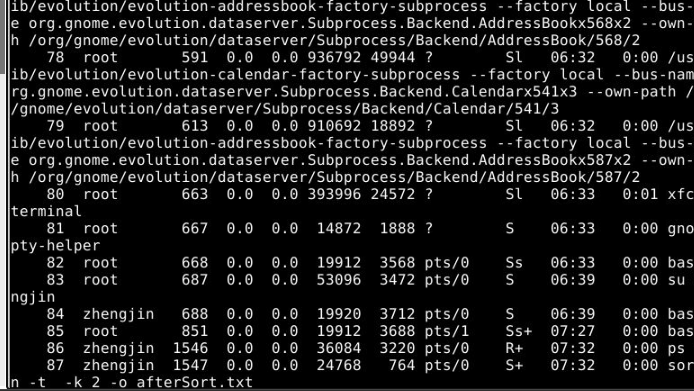 ib/evolution/evolution-addressbook-factory-subprocess --factory local --bus-
e org.gnome.evolution.dataserver.Subprocess.Backend.AddressBookx568x2 --own-
h /org/gnome/evolution/dataserver/Subprocess/Backend/AddressBook/568/2
78 root 591 0.0 0.0 936792 49944 ? Sl 06:32 0:00 /us
ib/evolution/evolution-calendar-factory-subprocess --factory local --bus-nam
rg.gnome.evolution.dataserver.Subprocess.Backend.Calendarx541x3 --own-path /
/gnome/evolution/dataserver/Subprocess/Backend/Calendar/541/3
79 root 613 0.0 0.0 910692 18892 ? Sl 06:32 0:00 /us
ib/evolution/evolution-addressbook-factory-subprocess --factory local --bus-
e org.gnome.evolution.dataserver.Subprocess.Backend.AddressBookx587x2 --own-
h /org/gnome/evolution/dataserver/Subprocess/Backend/AddressBook/587/2
80 root 663 0.0 0.0 393996 24572 ? Sl 06:33 0:01 xfc
terminal
81 root 667 0.0 0.0 14872 1888 ? S 06:33 0:00 gno
pty-helper
82 root 668 0.0 0.0 19912 3568 pts/0 Ss 06:33 0:00 bas
83 root 687 0.0 0.0 53096 3472 pts/0 S 06:39 0:00 su
ngjin
84 zhengjin 688 0.0 0.0 19920 3712 pts/0 S 06:39 0:00 bas
85 root 851 0.0 0.0 19912 3688 pts/1 Ss+ 07:27 0:00 bas
86 zhengjin 1546 0.0 0.0 36084 3220 pts/0 R+ 07:32 0:00 ps
87 zhengjin 1547 0.0 0.0 24768 764 pts/0 S+ 07:32 0:00 sor
n -t  -k 2 -o afterSort.txt